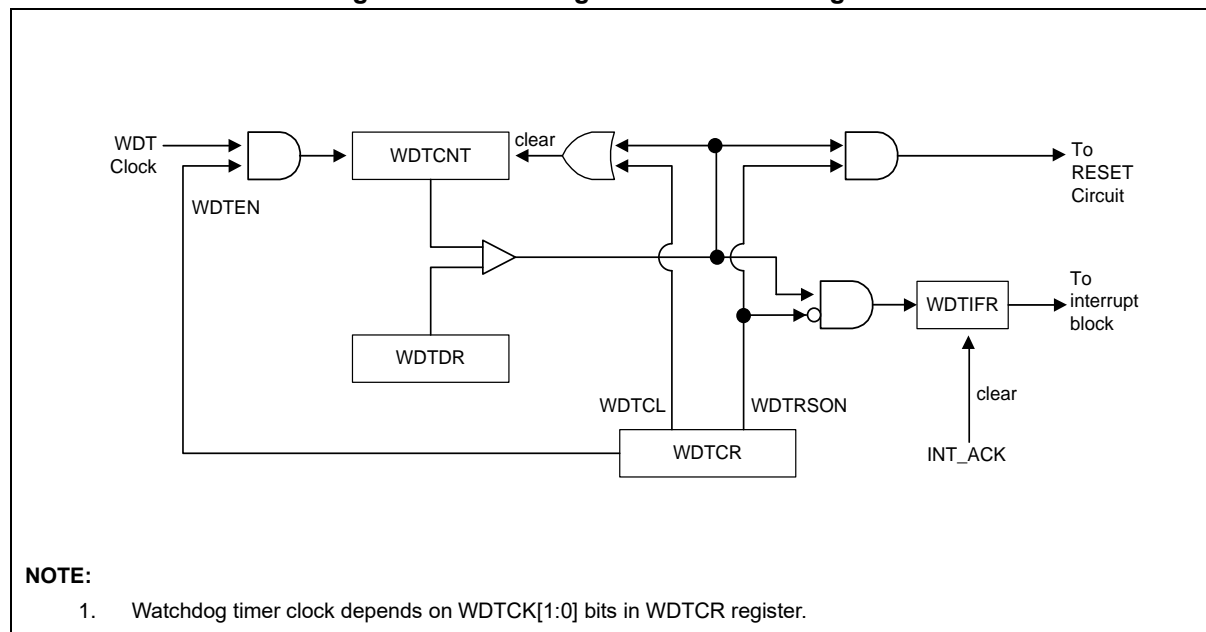 WDT
Clock
WDTEN
WDTCNT
clear
To
RESET
Circuit
To
interrupt
block
WDTIFR
WDTDR
WDTCL
WDTRSON
clear
WDTCR
INT_ACK
NOTE:
1. Watchdog timer clock depends on WDTCK[1:0] bits in WDTCR register.